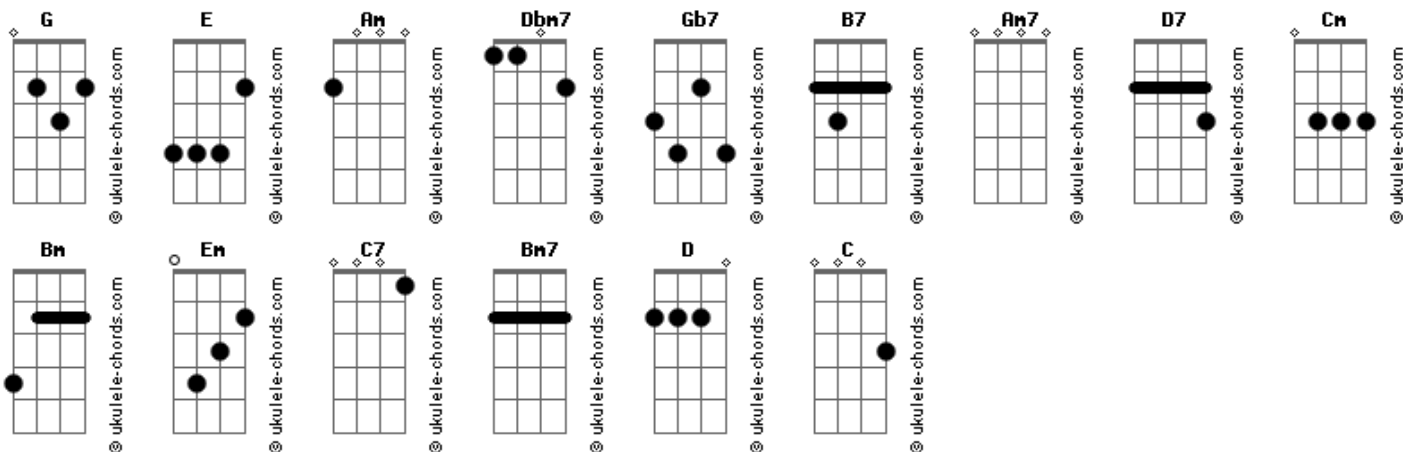 G E Am Dbm7 Gb7 B7 Am7 D7 Cm
© ukulele-chords.com © ukulele-chords.com © ukulele-chords.com © ukulele-chords.com © ukulele-chords.com © ukulele-chords.com © ukulele-chords.com © ukulele-chords.com © ukulele-chords.com
Bm Em C7 Bm7 D C
© ukulele-chords.com © ukulele-chords.com © ukulele-chords.com © ukulele-chords.com © ukulele-chords.com © ukulele-chords.com